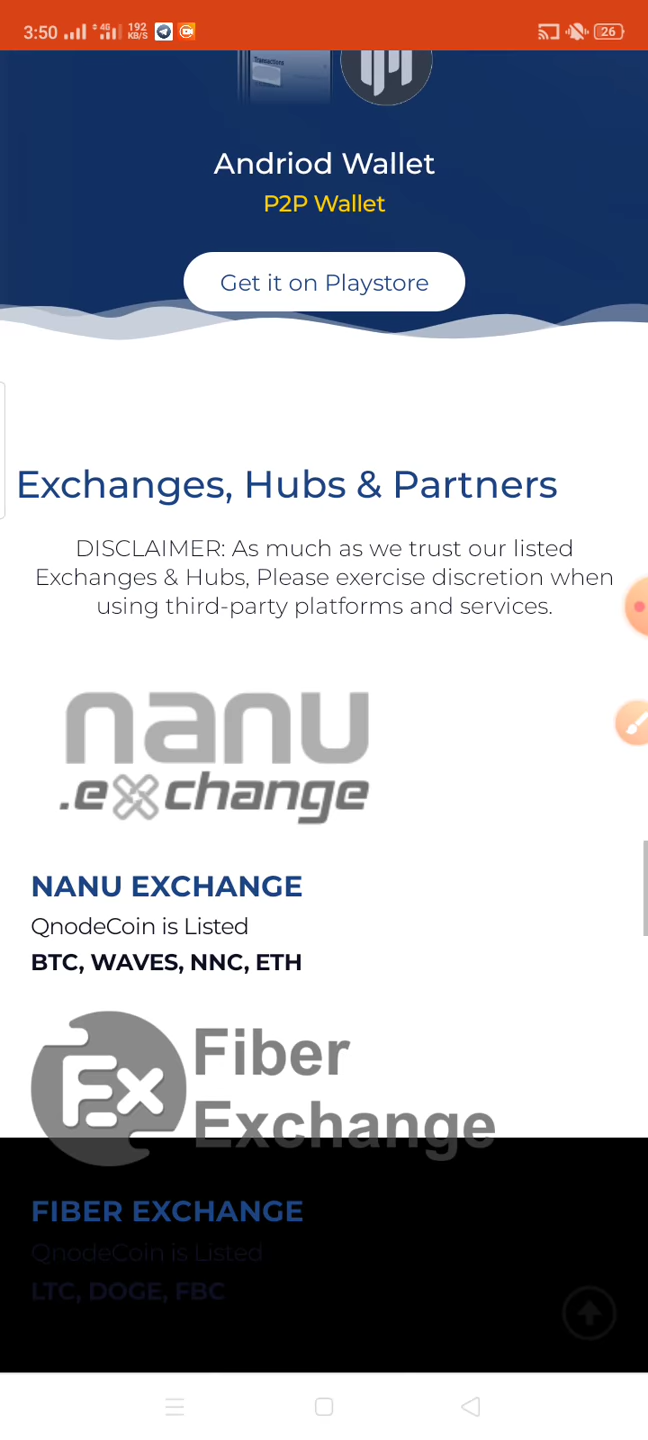 3:50 4G 192 KB/S 26
Transactions
Andriod Wallet
P2P Wallet
Get it on Playstore
Exchanges, Hubs & Partners
DISCLAIMER: As much as we trust our listed
Exchanges & Hubs, Please exercise discretion when
using third-party platforms and services.
nanu
.exchange
NANU EXCHANGE
QnodeCoin is Listed
BTC, WAVES, NNC, ETH
Ex Fiber
Exchange
FIBER EXCHANGE
QnodeCoin is Listed
LTC, DOGE, FBC